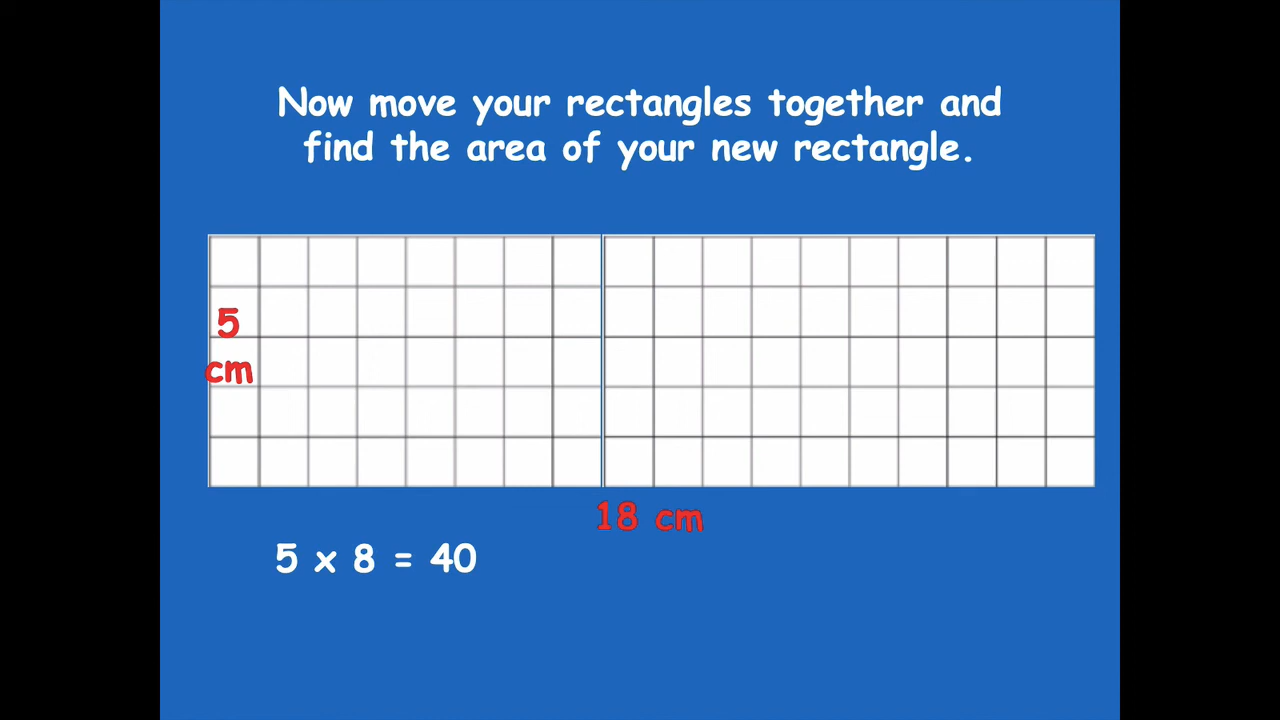 Now move your rectangles together and
find the area of your new rectangle.
5
cm
18 cm
5 x 8 = 40